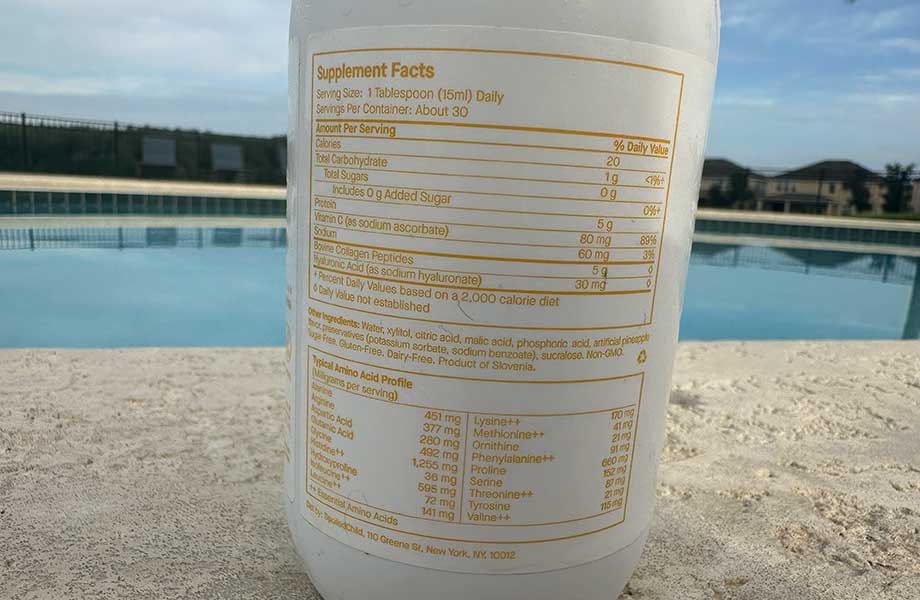 Supplement Facts
Serving Size: 1 Tablespoon (15ml) Daily
Servings Per Container: About 30
Amount Per Serving % Daily Value
Calories 20
Total Carbohydrate 1 g <1%+
Total Sugars 0 g
Includes 0 g Added Sugar 0%+
Protein 5 g
Vitamin C (as sodium ascorbate) 80 mg 89%
Sodium 60 mg 3%
Bovine Collagen Peptides 5 g ◊
Hyaluronic Acid (as sodium hyaluronate) 30 mg ◊
+ Percent Daily Values based on a 2,000 calorie diet
◊ Daily Value not established
Other Ingredients: Water, xylitol, citric acid, malic acid, phosphoric acid, artificial pineapple
flavor, preservatives (potassium sorbate, sodium benzoate), sucralose. Non-GMO.
Sugar-Free. Gluten-Free. Dairy-Free. Product of Slovenia.
Typical Amino Acid Profile
(Milligrams per serving)
Alanine 451 mg
Arginine 377 mg
Aspartic Acid 280 mg
Glutamic Acid 492 mg
Glycine 1,255 mg
Histidine++ 36 mg
Hydroxyproline 595 mg
Isoleucine++ 72 mg
Leucine++ 141 mg
Lysine++ 170 mg
Methionine++ 41 mg
Ornithine 21 mg
Phenylalanine++ 91 mg
Proline 660 mg
Serine 152 mg
Threonine++ 87 mg
Tyrosine 21 mg
Valine++ 115 mg
++ Essential Amino Acids
Dist by: SpoiledChild, 110 Greene St, New York, NY, 10012